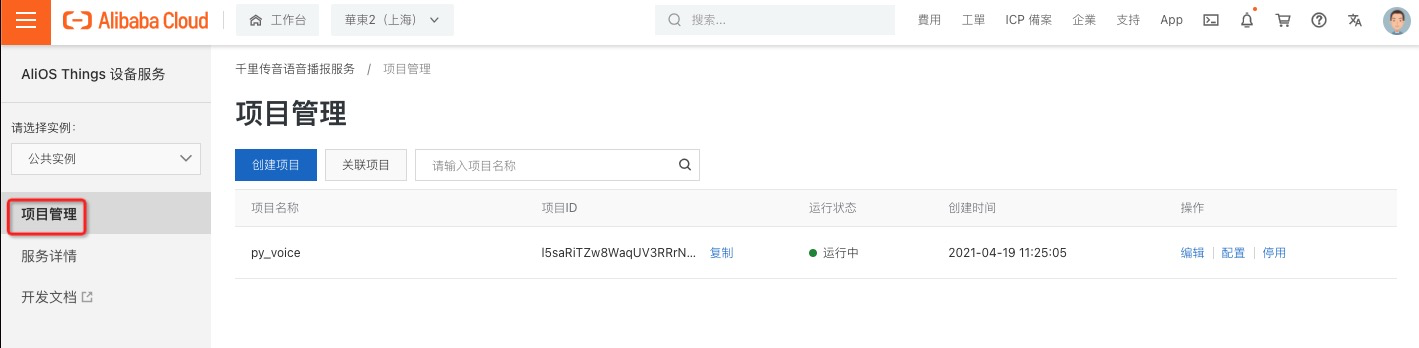 Alibaba Cloud 工作台 華東2（上海） 搜索... 費用 工單 ICP 備案 企業 支持 App
AliOS Things 设备服务
请选择实例：
公共实例
项目管理
服务详情
开发文档
千里传音语音播报服务 / 项目管理
项目管理
创建项目 关联项目 请输入项目名称
项目名称 项目ID 运行状态 创建时间 操作
py_voice I5saRiTZw8WaqUV3RRrN... 复制 运行中 2021-04-19 11:25:05 编辑 配置 停用